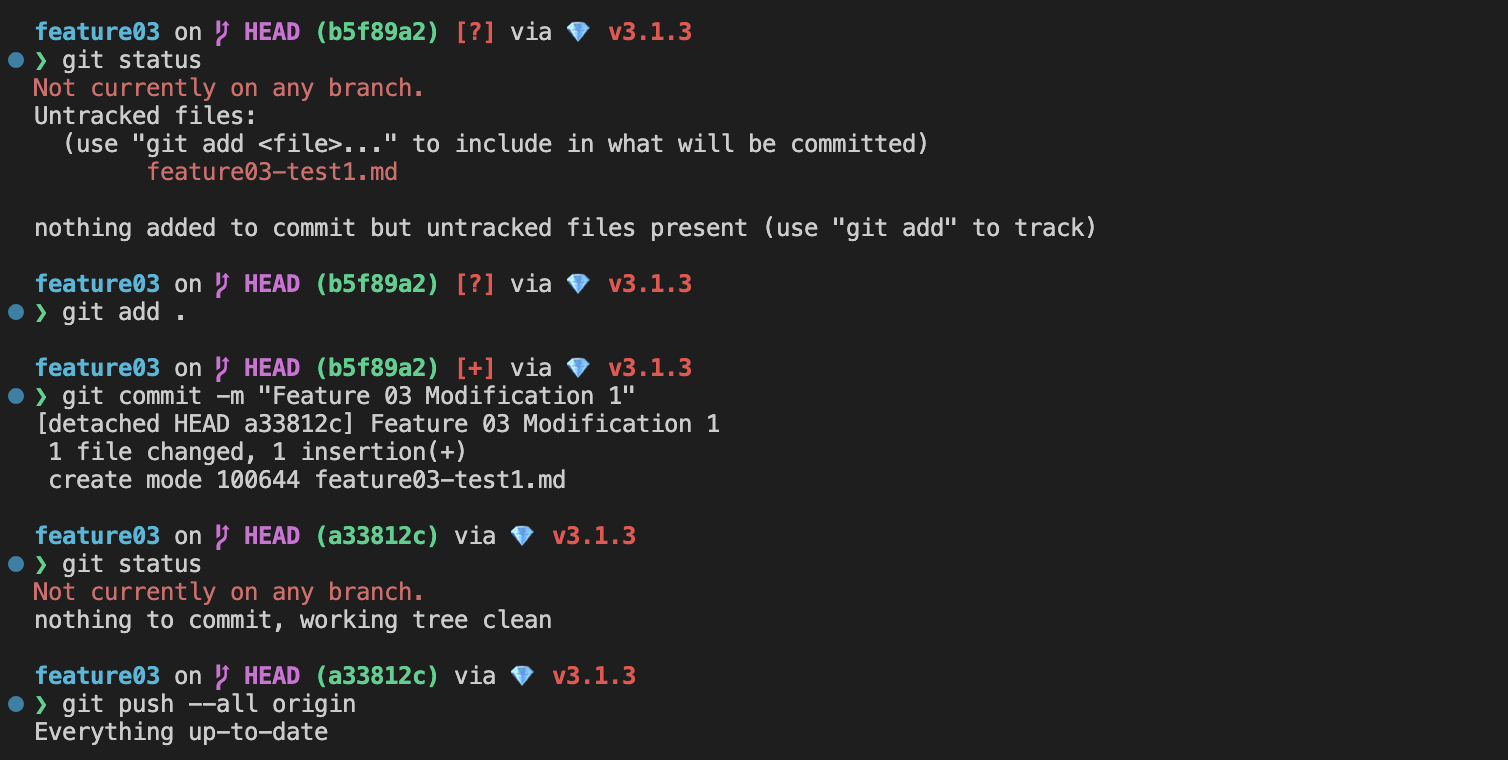 feature03 on HEAD (b5f89a2) [?] via 💎 v3.1.3
❯ git status
Not currently on any branch.
Untracked files:
  (use "git add <file>..." to include in what will be committed)
        feature03-test1.md
nothing added to commit but untracked files present (use "git add" to track)
feature03 on HEAD (b5f89a2) [?] via 💎 v3.1.3
❯ git add .
feature03 on HEAD (b5f89a2) [+] via 💎 v3.1.3
❯ git commit -m "Feature 03 Modification 1"
[detached HEAD a33812c] Feature 03 Modification 1
 1 file changed, 1 insertion(+)
 create mode 100644 feature03-test1.md
feature03 on HEAD (a33812c) via 💎 v3.1.3
❯ git status
Not currently on any branch.
nothing to commit, working tree clean
feature03 on HEAD (a33812c) via 💎 v3.1.3
❯ git push --all origin
Everything up-to-date